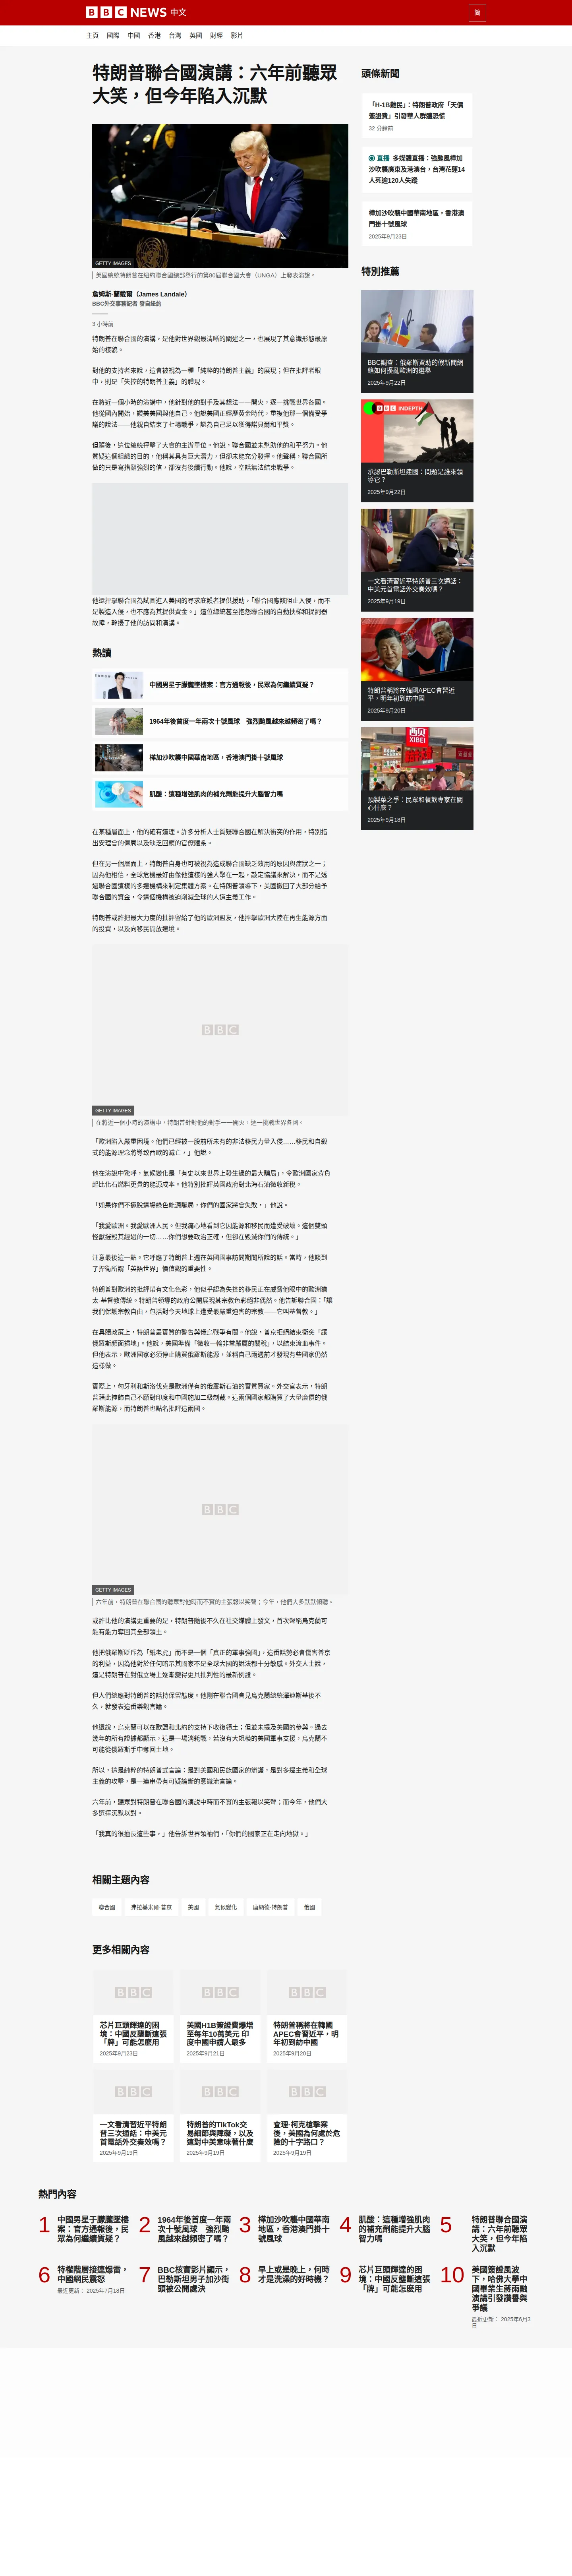 BBC NEWS 中文
简
主頁 國際 中國 香港 台灣 英國 財經 影片
特朗普聯合國演講：六年前聽眾
大笑，但今年陷入沉默
GETTY IMAGES
美國總統特朗普在紐約聯合國總部舉行的第80屆聯合國大會（UNGA）上發表演說。
詹姆斯·蘭戴爾（James Landale）
BBC外交事務記者 發自紐約
3 小時前
特朗普在聯合國的演講，是他對世界觀最清晰的闡述之一，也展現了其意識形態最原
始的樣貌。
對他的支持者來說，這會被視為一種「純粹的特朗普主義」的展現；但在批評者眼
中，則是「失控的特朗普主義」的體現。
在將近一個小時的演講中，他針對他的對手及其想法一一開火，逐一挑戰世界各國。
他從國內開始，讚美美國與他自己。他說美國正經歷黃金時代，重複他那一個備受爭
議的說法——他親自結束了七場戰爭，認為自己足以獲得諾貝爾和平獎。
但隨後，這位總統抨擊了大會的主辦單位。他說，聯合國並未幫助他的和平努力。他
質疑這個組織的目的，他稱其具有巨大潛力，但卻未能充分發揮。他聲稱，聯合國所
做的只是寫措辭強烈的信，卻沒有後續行動。他說，空話無法結束戰爭。
他還抨擊聯合國為試圖進入美國的尋求庇護者提供援助，「聯合國應該阻止入侵，而不
是製造入侵，也不應為其提供資金。」這位總統甚至抱怨聯合國的自動扶梯和提詞器
故障，幹擾了他的訪問和演講。
熱讀
中國男星于朦朧墜樓案：官方通報後，民眾為何繼續質疑？
1964年後首度一年兩次十號風球　強烈颱風越來越頻密了嗎？
樺加沙吹襲中國華南地區，香港澳門掛十號風球
肌酸：這種增強肌肉的補充劑能提升大腦智力嗎
在某種層面上，他的確有道理。許多分析人士質疑聯合國在解決衝突的作用，特別指
出安理會的僵局以及缺乏回應的官僚體系。
但在另一個層面上，特朗普自身也可被視為造成聯合國缺乏效用的原因與症狀之一；
因為他相信，全球危機最好由像他這樣的強人聚在一起，敲定協議來解決，而不是透
過聯合國這樣的多邊機構來制定集體方案。在特朗普領導下，美國撤回了大部分給予
聯合國的資金，令這個機構被迫削減全球的人道主義工作。
特朗普或許把最大力度的批評留給了他的歐洲盟友，他抨擊歐洲大陸在再生能源方面
的投資，以及向移民開放邊境。
BBC
GETTY IMAGES
在將近一個小時的演講中，特朗普針對他的對手一一開火，逐一挑戰世界各國。
「歐洲陷入嚴重困境。他們已經被一股前所未有的非法移民力量入侵……移民和自殺
式的能源理念將導致西歐的滅亡，」他說。
他在演說中驚呼，氣候變化是「有史以來世界上發生過的最大騙局」，令歐洲國家背負
起比化石燃料更貴的能源成本。他特別批評英國政府對北海石油徵收新稅。
「如果你們不擺脫這場綠色能源騙局，你們的國家將會失敗，」他說。
「我愛歐洲。我愛歐洲人民。但我痛心地看到它因能源和移民而遭受破壞。這個雙頭
怪獸摧毀其經過的一切……你們想要政治正確，但卻在毀滅你們的傳統。」
注意最後這一點。它呼應了特朗普上週在英國國事訪問期間所說的話。當時，他談到
了捍衛所謂「英語世界」價值觀的重要性。
特朗普對歐洲的批評帶有文化色彩，他似乎認為失控的移民正在威脅他眼中的歐洲猶
太-基督教傳統。特朗普領導的政府公開展現其宗教色彩絕非偶然。他告訴聯合國：「讓
我們保護宗教自由，包括對今天地球上遭受最嚴重迫害的宗教——它叫基督教。」
在具體政策上，特朗普最實質的警告與俄烏戰爭有關。他說，普京拒絕結束衝突「讓
俄羅斯顏面掃地」。他說，美國準備「徵收一輪非常嚴厲的關稅」，以結束流血事件。
但他表示，歐洲國家必須停止購買俄羅斯能源，並稱自己兩週前才發現有些國家仍然
這樣做。
實際上，匈牙利和斯洛伐克是歐洲僅有的俄羅斯石油的實質買家。外交官表示，特朗
普藉此掩飾自己不願對印度和中國施加二級制裁。這兩個國家都購買了大量廉價的俄
羅斯能源，而特朗普也點名批評這兩國。
BBC
GETTY IMAGES
六年前，特朗普在聯合國的聽眾對他時而不實的主張報以笑聲；今年，他們大多默默傾聽。
或許比他的演講更重要的是，特朗普隨後不久在社交媒體上發文，首次聲稱烏克蘭可
能有能力奪回其全部領土。
他把俄羅斯貶斥為「紙老虎」而不是一個「真正的軍事強國」，這番話勢必會傷害普京
的利益，因為他對於任何暗示其國家不是全球大國的說法都十分敏感。外交人士說，
這是特朗普在對俄立場上逐漸變得更具批判性的最新例證。
但人們總應對特朗普的話持保留態度。他剛在聯合國會見烏克蘭總統澤連斯基後不
久，就發表這番樂觀言論。
他還說，烏克蘭可以在歐盟和北約的支持下收復領土；但並未提及美國的參與。過去
幾年的所有證據都顯示，這是一場消耗戰，若沒有大規模的美國軍事支援，烏克蘭不
可能從俄羅斯手中奪回土地。
所以，這是純粹的特朗普式言論：是對美國和民族國家的辯護，是對多邊主義和全球
主義的攻擊，是一連串帶有可疑論斷的意識流言論。
六年前，聽眾對特朗普在聯合國的演說中時而不實的主張報以笑聲；而今年，他們大
多選擇沉默以對。
「我真的很擅長這些事，」他告訴世界領袖們，「你們的國家正在走向地獄。」
相關主題內容
聯合國 弗拉基米爾·普京 美國 氣候變化 唐納德·特朗普 俄國
更多相關內容
BBC BBC BBC
芯片巨頭輝達的困
境：中國反壟斷這張
「牌」可能怎麽用
2025年9月23日
美國H1B簽證費爆增
至每年10萬美元 印
度中國申請人最多
2025年9月21日
特朗普稱將在韓國
APEC會習近平，明
年初到訪中國
2025年9月20日
BBC BBC BBC
一文看清習近平特朗
普三次通話：中美元
首電話外交奏效嗎？
2025年9月19日
特朗普的TikTok交
易細節與障礙，以及
這對中美意味著什麼
2025年9月19日
查理·柯克槍擊案
後，美國為何處於危
險的十字路口？
2025年9月19日
頭條新聞
「H-1B難民」：特朗普政府「天價
簽證費」引發華人群體恐慌
32 分鐘前
直播 多媒體直播：強颱風樺加
沙吹襲廣東及港澳台，台灣花蓮14
人死逾120人失蹤
樺加沙吹襲中國華南地區，香港澳
門掛十號風球
2025年9月23日
特別推薦
BBC調查：俄羅斯資助的假新聞網
絡如何擾亂歐洲的選舉
2025年9月22日
BBC INDEPTH
承認巴勒斯坦建國：問題是誰來領
導它？
2025年9月22日
一文看清習近平特朗普三次通話：
中美元首電話外交奏效嗎？
2025年9月19日
特朗普稱將在韓國APEC會習近
平，明年初到訪中國
2025年9月20日
西贝
XIBEI
預製菜之爭：民眾和餐飲專家在關
心什麼？
2025年9月18日
熱門內容
1
中國男星于朦朧墜樓
案：官方通報後，民
眾為何繼續質疑？
2
1964年後首度一年兩
次十號風球　強烈颱
風越來越頻密了嗎？
3
樺加沙吹襲中國華南
地區，香港澳門掛十
號風球
4
肌酸：這種增強肌肉
的補充劑能提升大腦
智力嗎
5
特朗普聯合國演
講：六年前聽眾
大笑，但今年陷
入沉默
6
特權階層接連爆雷，
中國網民震怒
最近更新： 2025年7月18日
7
BBC核實影片顯示，
巴勒斯坦男子加沙街
頭被公開處決
8
早上或是晚上，何時
才是洗澡的好時機？
9
芯片巨頭輝達的困
境：中國反壟斷這張
「牌」可能怎麽用
10
美國簽證風波
下，哈佛大學中
國畢業生蔣雨融
演講引發讚譽與
爭議
最近更新： 2025年6月3
日